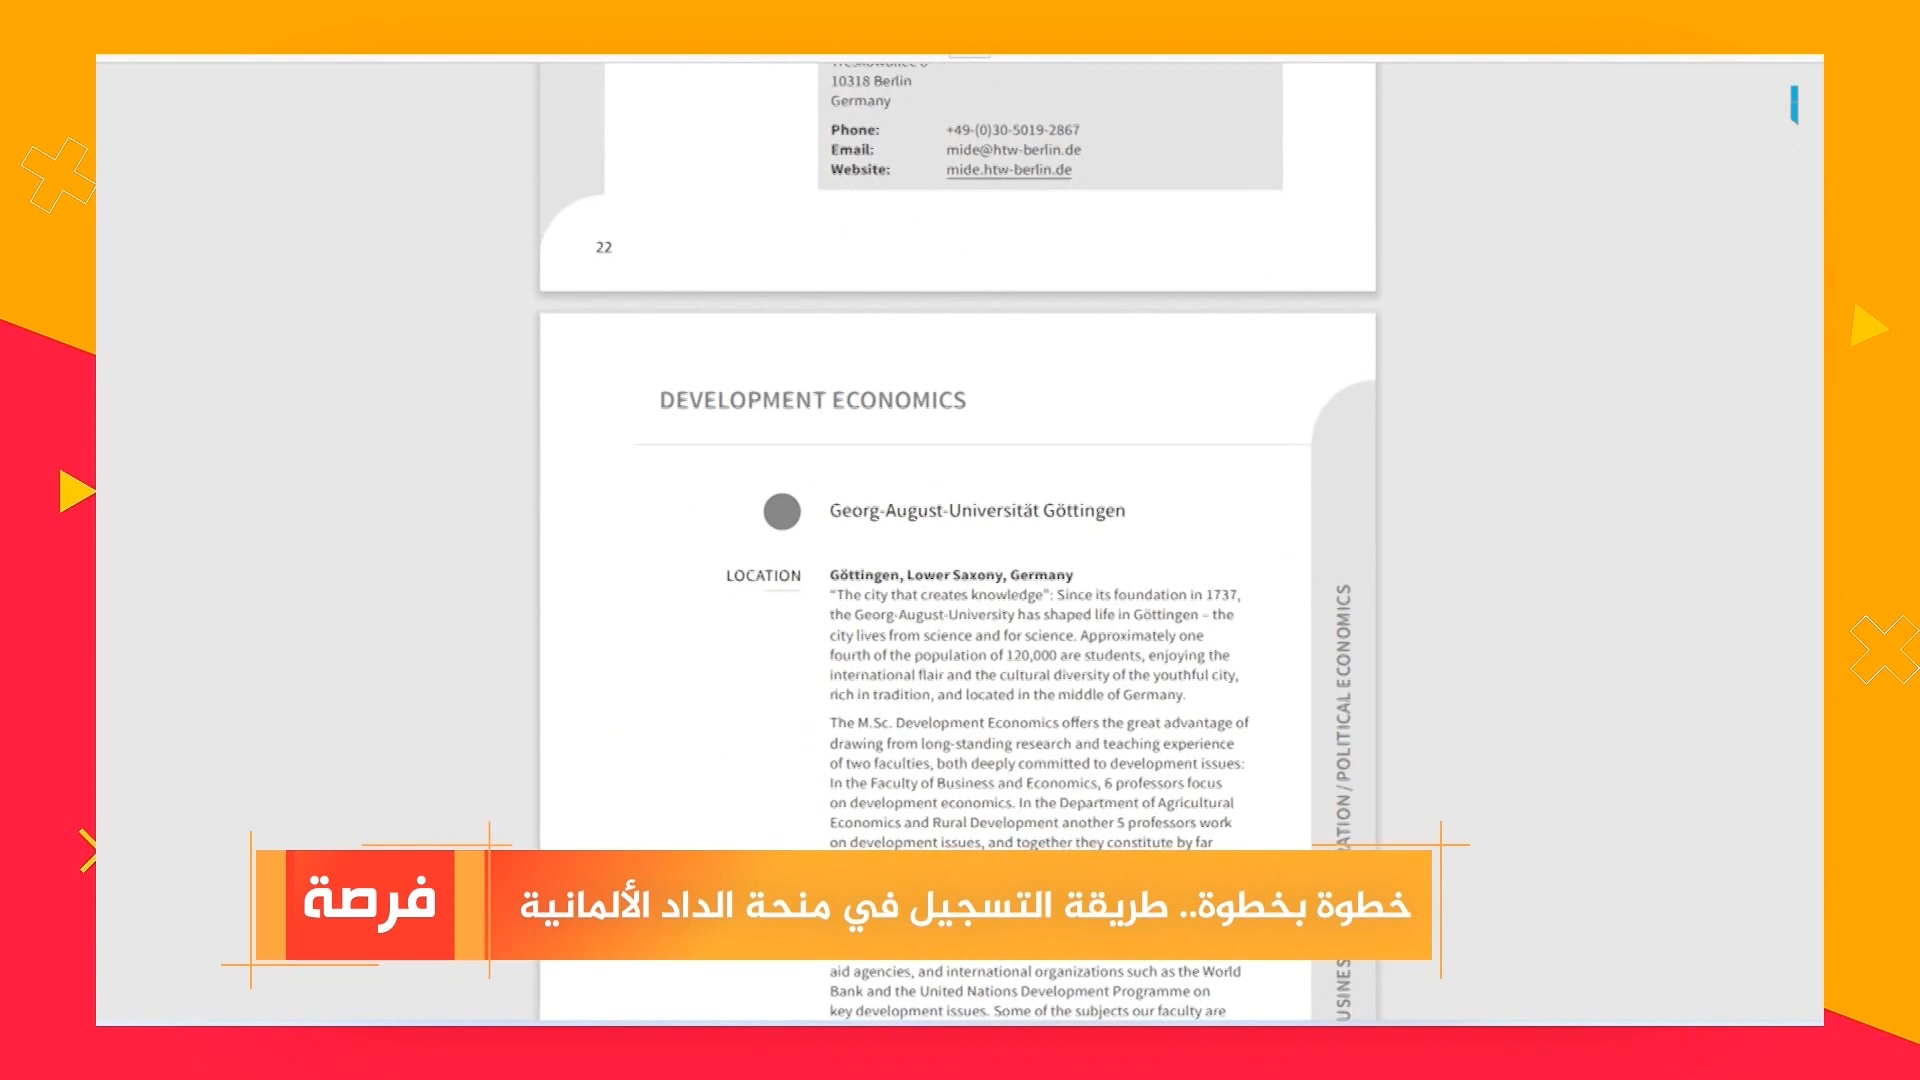 10318 Berlin
Germany
Phone: +49-(0)30-5019-2867
Email: mide@htw-berlin.de
Website: mide.htw-berlin.de
22
DEVELOPMENT ECONOMICS
Georg-August-Universität Göttingen
LOCATION
Göttingen, Lower Saxony, Germany
“The city that creates knowledge”: Since its foundation in 1737,
the Georg-August-University has shaped life in Göttingen – the
city lives from science and for science. Approximately one
fourth of the population of 120,000 are students, enjoying the
international flair and the cultural diversity of the youthful city,
rich in tradition, and located in the middle of Germany.
The M.Sc. Development Economics offers the great advantage of
drawing from long-standing research and teaching experience
of two faculties, both deeply committed to development issues:
In the Faculty of Business and Economics, 6 professors focus
on development economics. In the Department of Agricultural
Economics and Rural Development another 5 professors work
on development issues, and together they constitute by far
aid agencies, and international organizations such as the World
Bank and the United Nations Development Programme on
key development issues. Some of the subjects our faculty are
/ POLITICAL ECONOMICS
خطوة بخطوة.. طريقة التسجيل في منحة الداد الألمانية
فرصة